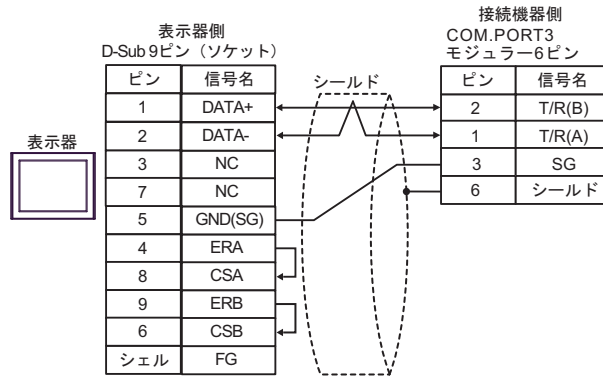 表示器側
D-Sub 9ピン（ソケット）
接続機器側
COM.PORT3
モジュラー6ピン
表示器
シールド
ピン 信号名
1 DATA+
2 DATA-
3 NC
7 NC
5 GND(SG)
4 ERA
8 CSA
9 ERB
6 CSB
シェル FG
ピン 信号名
2 T/R(B)
1 T/R(A)
3 SG
6 シールド